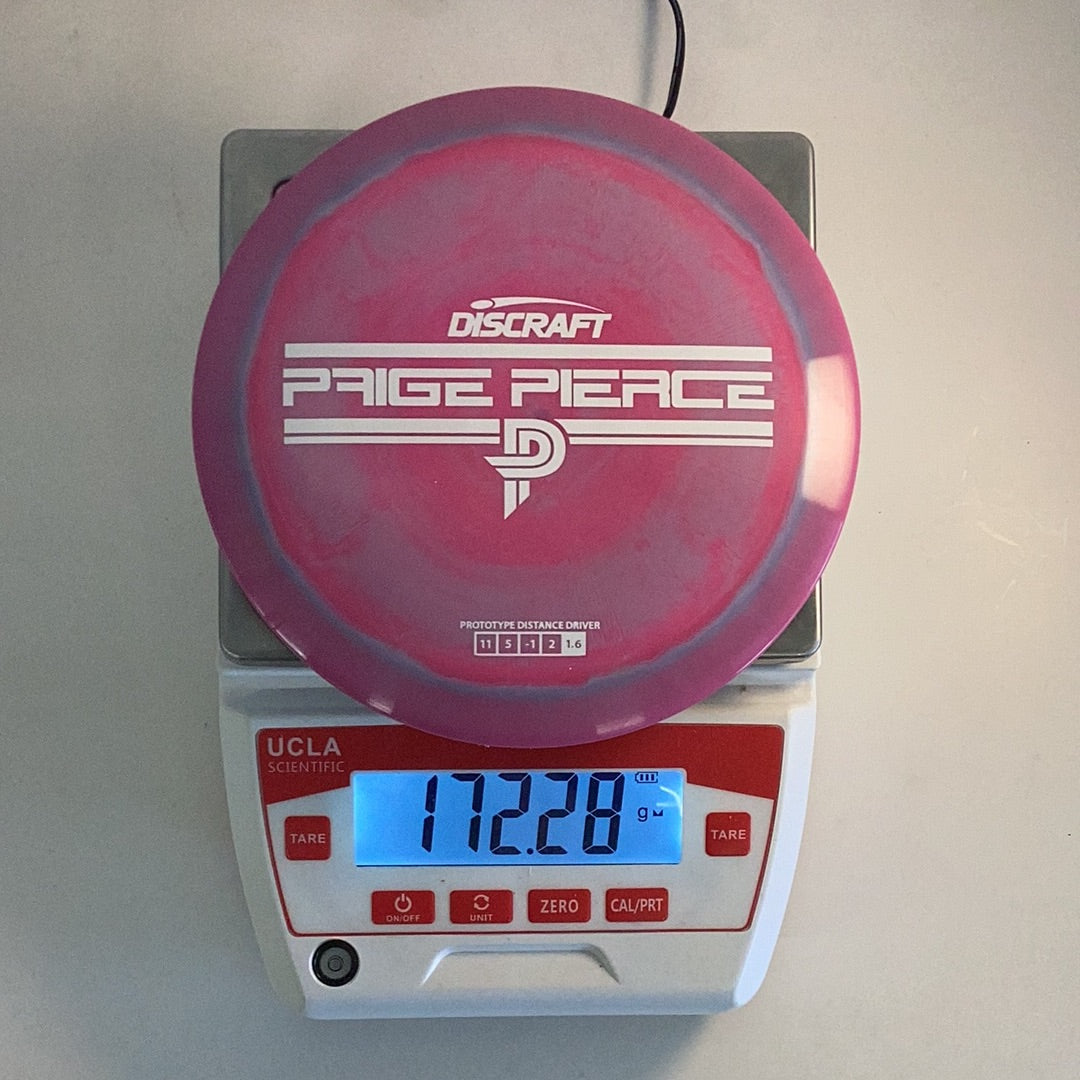 DISCRAFT
PAIGE PIERCE
PP
PROTOTYPE DISTANCE DRIVER
11 5 -1 2 1.6
UCLA
SCIENTIFIC
172.28 g
TARE
TARE
ON/OFF
UNIT
ZERO
CAL/PRT